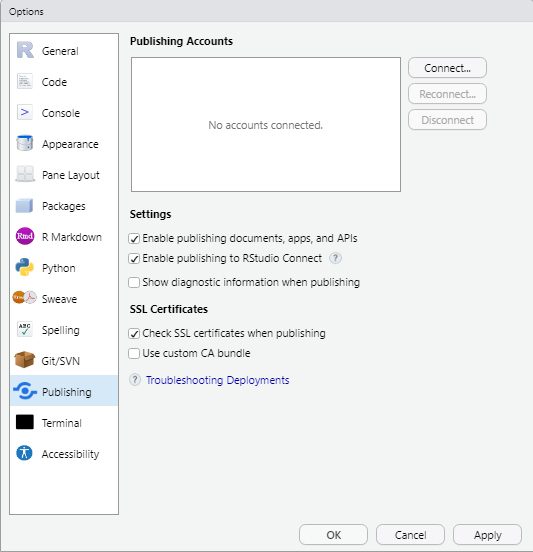 Options
R General
Code
> Console
Appearance
Pane Layout
Packages
Rmd R Markdown
Python
Sweave
ABC Spelling
Git/SVN
Publishing
Terminal
Accessibility
Publishing Accounts
No accounts connected.
Connect...
Reconnect...
Disconnect
Settings
Enable publishing documents, apps, and APIs
Enable publishing to RStudio Connect ?
Show diagnostic information when publishing
SSL Certificates
Check SSL certificates when publishing
Use custom CA bundle
? Troubleshooting Deployments
OK
Cancel
Apply